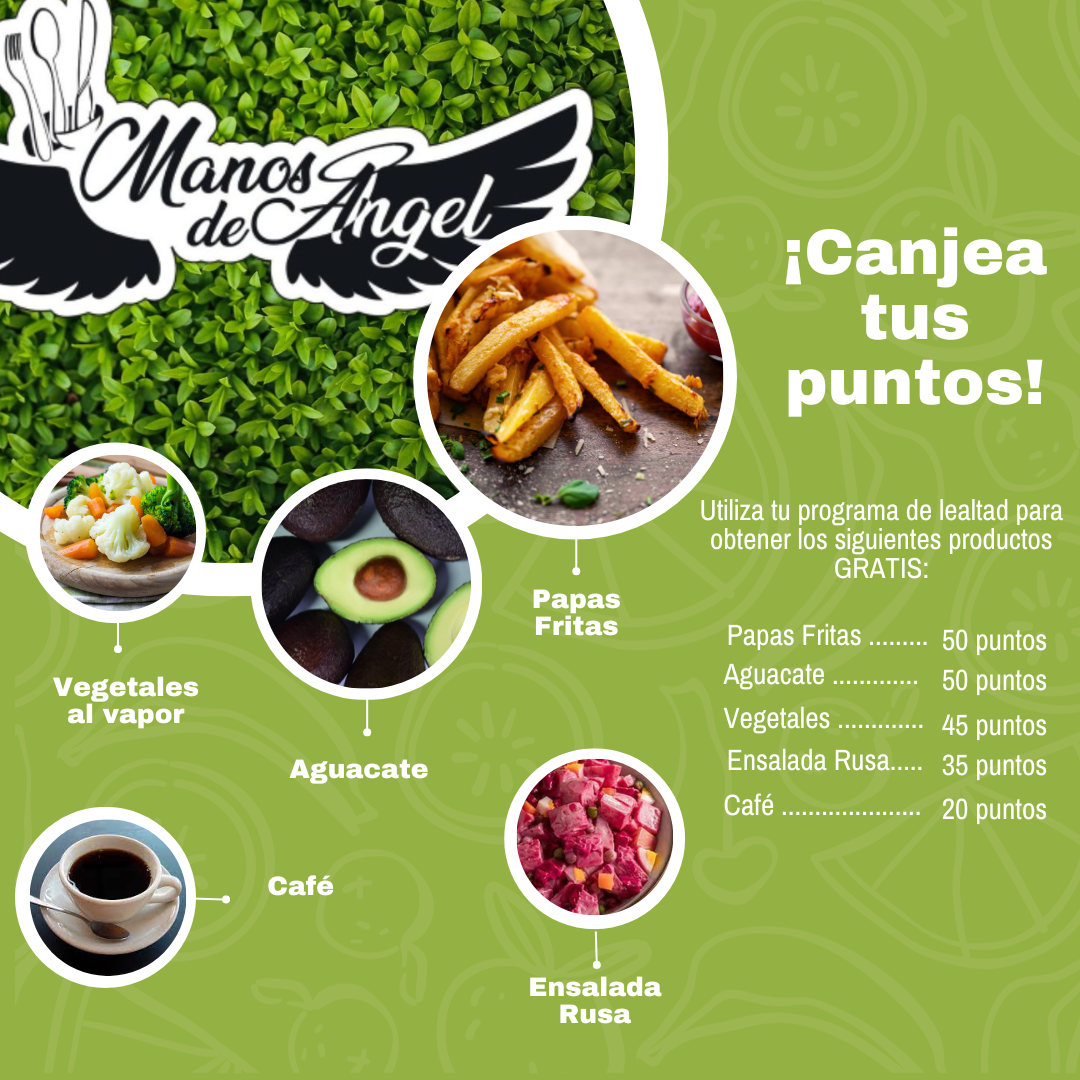 Manos
de Angel
¡Canjea
tus
puntos!
Utiliza tu programa de lealtad para
obtener los siguientes productos
GRATIS:
Papas Fritas ......... 50 puntos
Aguacate ............. 50 puntos
Vegetales ............. 45 puntos
Ensalada Rusa..... 35 puntos
Café ..................... 20 puntos
Papas
Fritas
Vegetales
al vapor
Aguacate
Café
Ensalada
Rusa